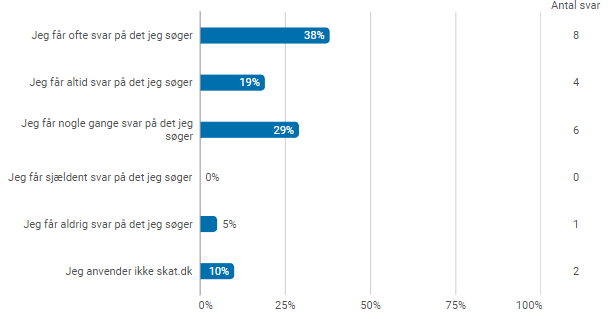 Antal svar
Jeg får ofte svar på det jeg søger 38% 8
Jeg får altid svar på det jeg søger 19% 4
Jeg får nogle gange svar på det jeg
søger 29% 6
Jeg får sjældent svar på det jeg søger 0% 0
Jeg får aldrig svar på det jeg søger 5% 1
Jeg anvender ikke skat.dk 10% 2
0% 25% 50% 75% 100%